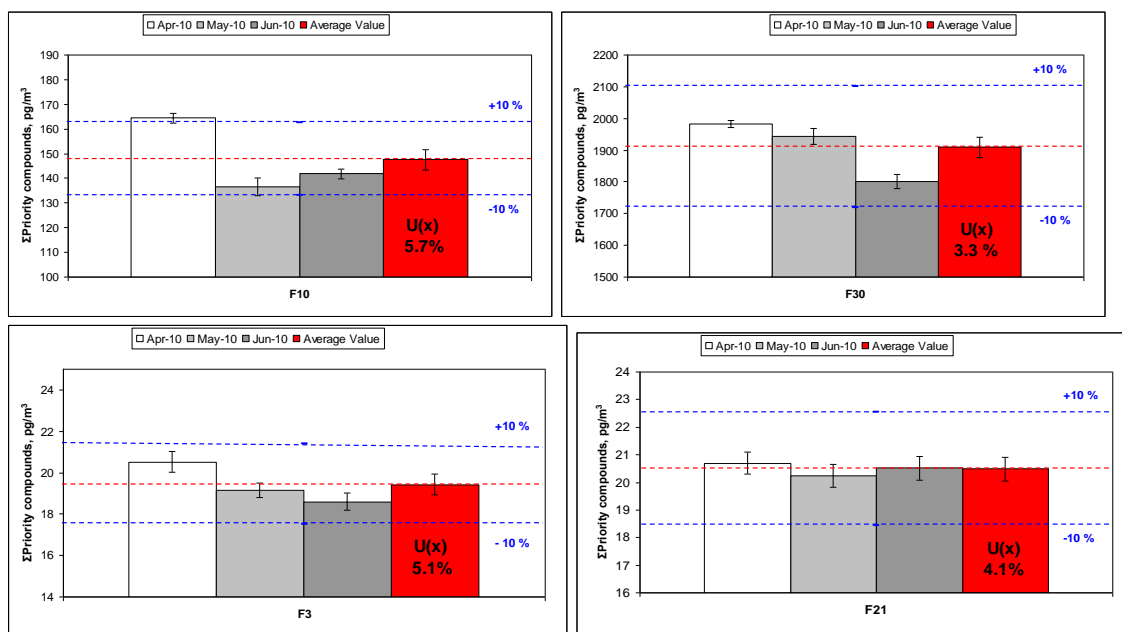 Apr-10 May-10 Jun-10 Average Value
ΣPriority compounds, pg/m³
190
180
170
160
150
140
130
120
110
100
+10 %
-10 %
U(x)
5.7%
F10
Apr-10 May-10 Jun-10 Average Value
ΣPriority compounds, pg/m³
2200
2100
2000
1900
1800
1700
1600
1500
+10 %
-10 %
U(x)
3.3 %
F30
Apr-10 May-10 Jun-10 Average Value
ΣPriority compounds, pg/m³
24
22
20
18
16
14
+10 %
- 10 %
U(x)
5.1%
F3
Apr-10 May-10 Jun-10 Average Value
ΣPriority compounds, pg/m³
24
23
22
21
20
19
18
17
16
+10 %
-10 %
U(x)
4.1%
F21